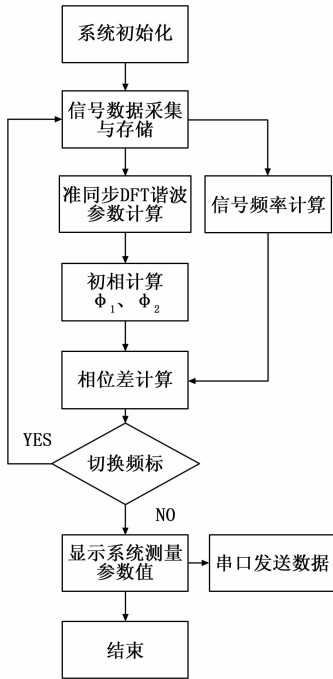 系统初始化
信号数据采集
与存储
准同步DFT谐波
参数计算
信号频率计算
初相计算
Φ₁、Φ₂
相位差计算
YES
切换频标
NO
显示系统测量
参数值
串口发送数据
结束